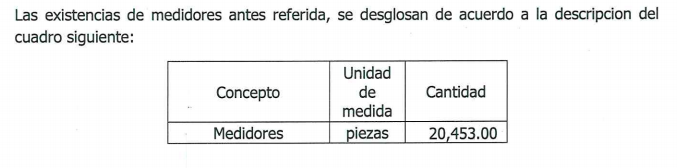 Las existencias de medidores antes referida, se desglosan de acuerdo a la descripcion del
cuadro siguiente:
Concepto Unidad de medida Cantidad
Medidores piezas 20,453.00